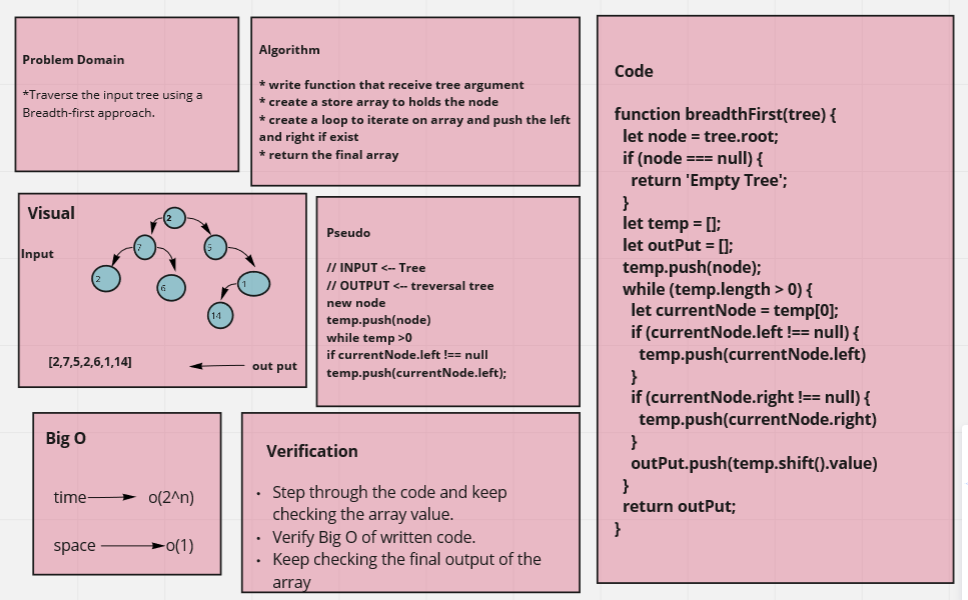 Problem Domain
*Traverse the input tree using a
Breadth-first approach.
Algorithm
* write function that receive tree argument
* create a store array to holds the node
* create a loop to iterate on array and push the left
and right if exist
* return the final array
Visual
Input
2
7
5
2
6
1
14
[2,7,5,2,6,1,14]
out put
Pseudo
// INPUT <-- Tree
// OUTPUT <-- treversal tree
new node
temp.push(node)
while temp >0
if currentNode.left !== null
temp.push(currentNode.left);
Big O
time
o(2^n)
space
o(1)
Verification
• Step through the code and keep
checking the array value.
• Verify Big O of written code.
• Keep checking the final output of the
array
Code
function breadthFirst(tree) {
let node = tree.root;
if (node === null) {
return 'Empty Tree';
}
let temp = [];
let outPut = [];
temp.push(node);
while (temp.length > 0) {
let currentNode = temp[0];
if (currentNode.left !== null) {
temp.push(currentNode.left)
}
if (currentNode.right !== null) {
temp.push(currentNode.right)
}
outPut.push(temp.shift().value)
}
return outPut;
}